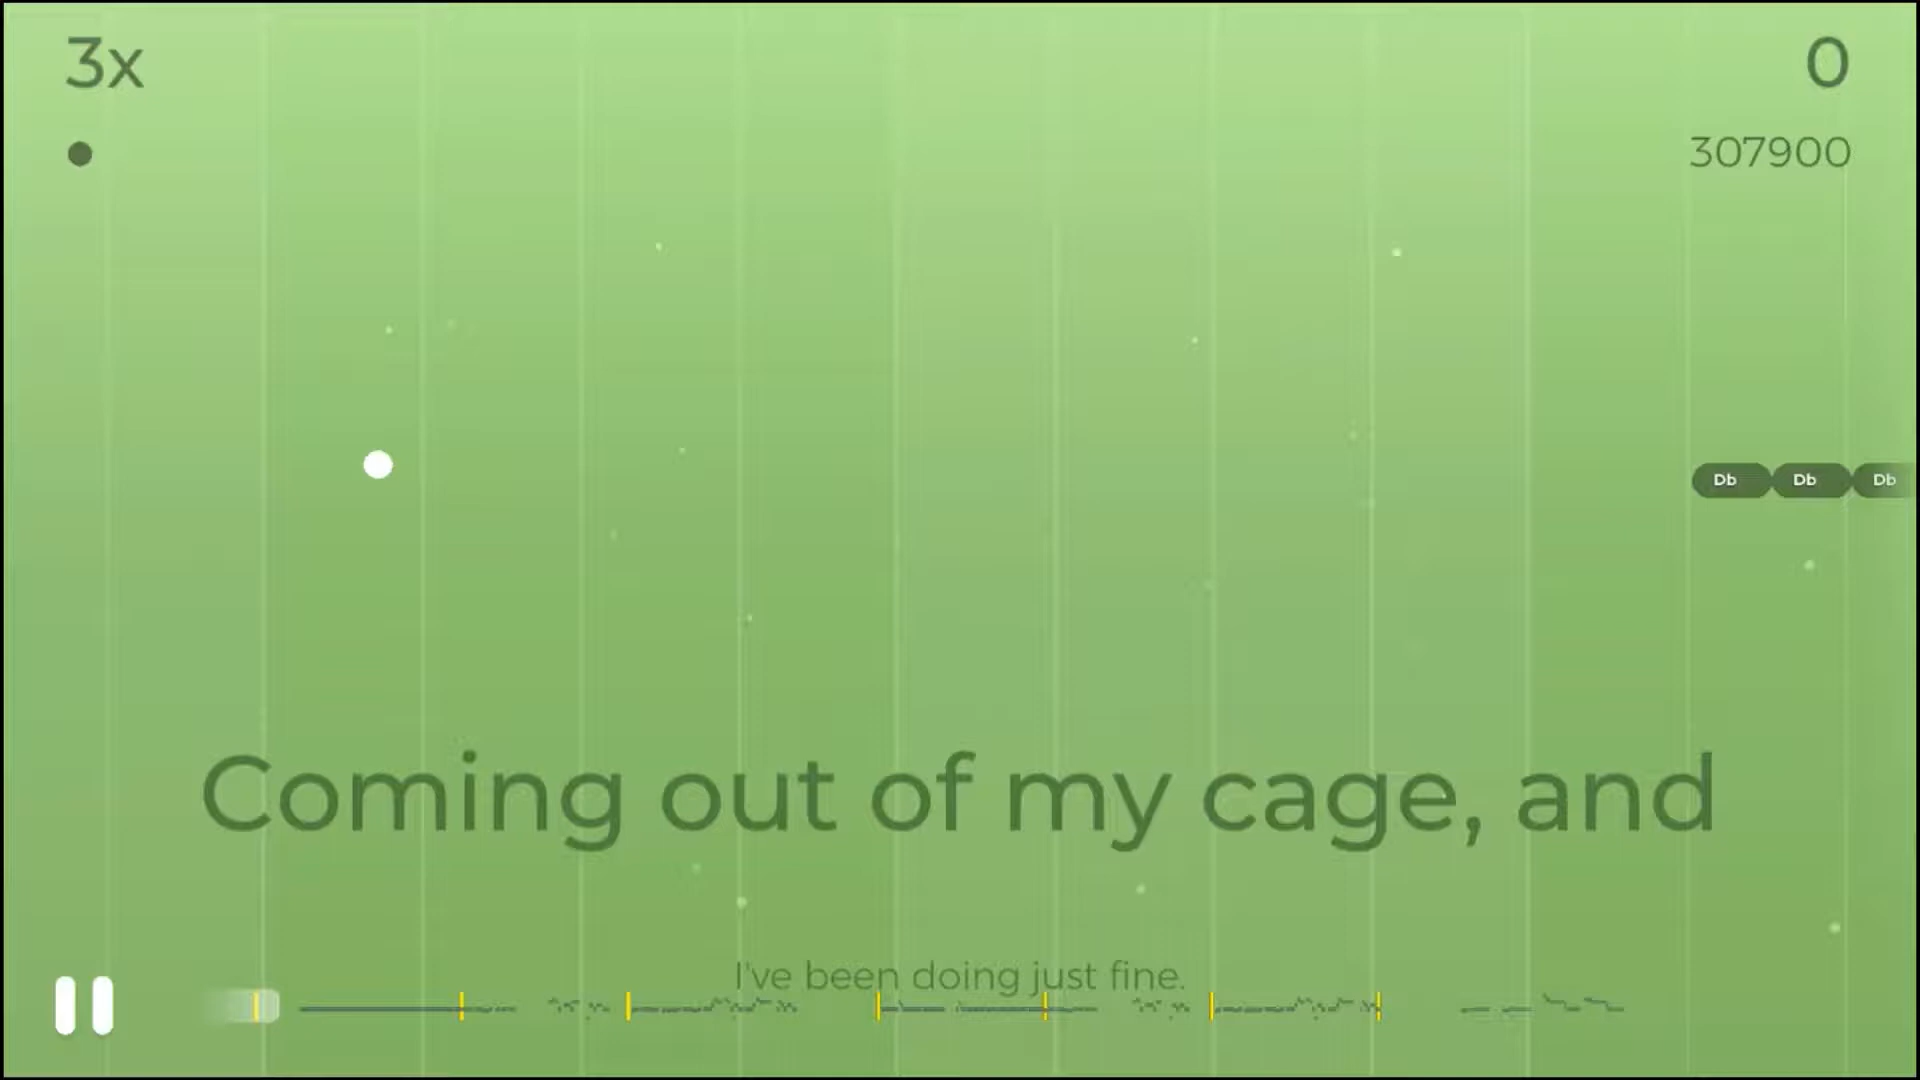 3x
0
307900
Db Db Db
Coming out of my cage, and
I've been doing just fine.